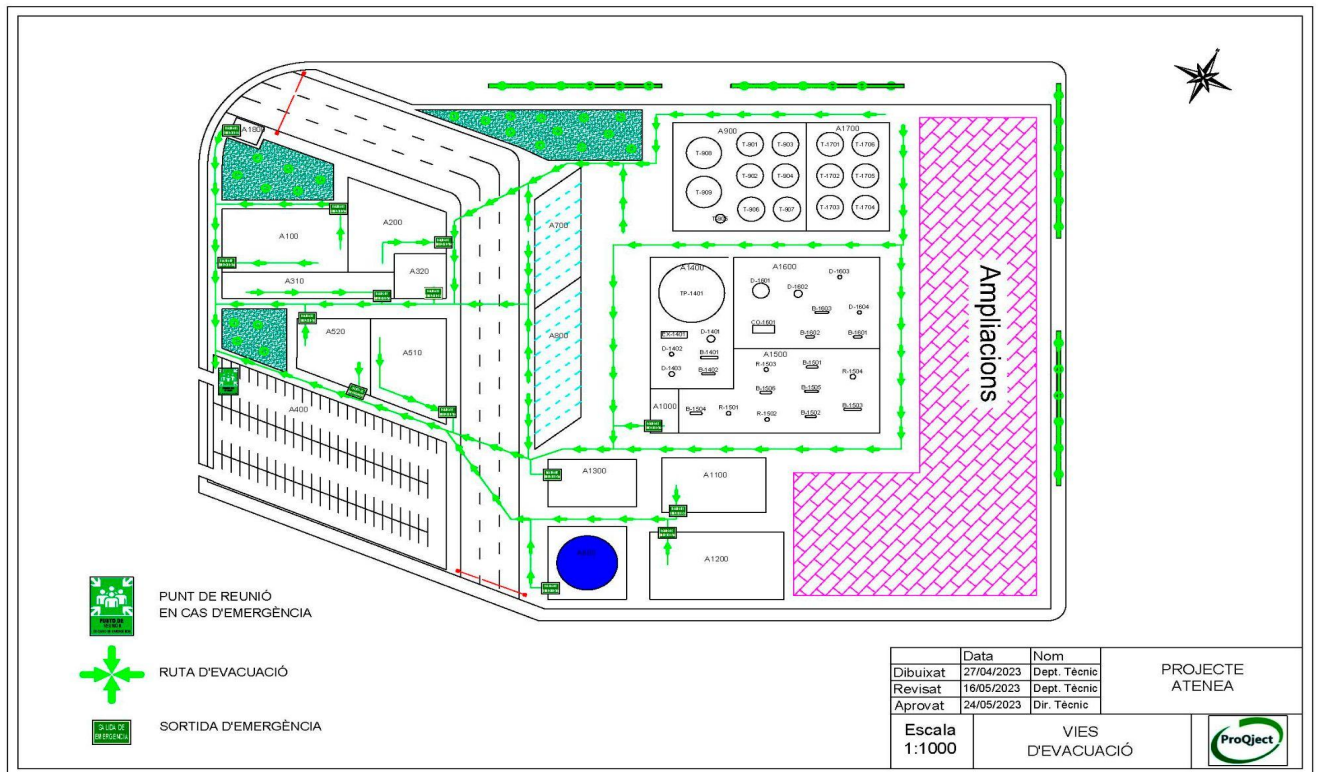 A180
A100
A200
A310
A320
A520
A510
A400
A700
A800
A900
A1700
T-908
T-901
T-903
T-1701
T-1706
T-909
T-902
T-904
T-1702
T-1705
T-906
T-907
T-1703
T-1704
A1400
A1600
TP-1401
D-1601
D-1602
D-1603
B-1603
D-1604
CO-1601
B-1602
B-1601
EX-1401
D-1401
D-1402
B-1401
D-1403
B-1402
A1500
R-1503
B-1501
R-1504
B-1506
B-1505
A1000
B-1504
R-1501
R-1502
B-1502
B-1503
A1300
A1100
A1200
Ampliacions
PUNTO DE
PUNT DE REUNIÓ
EN CAS D'EMERGÈNCIA
RUTA D'EVACUACIÓ
SALIDA DE
EMERGENCIA
SORTIDA D'EMERGÈNCIA
Data Nom
Dibuixat 27/04/2023 Dept. Tècnic
Revisat 16/05/2023 Dept. Tècnic
Aprovat 24/05/2023 Dir. Tècnic
PROJECTE
ATENEA
Escala
1:1000
VIES
D'EVACUACIÓ
ProQject